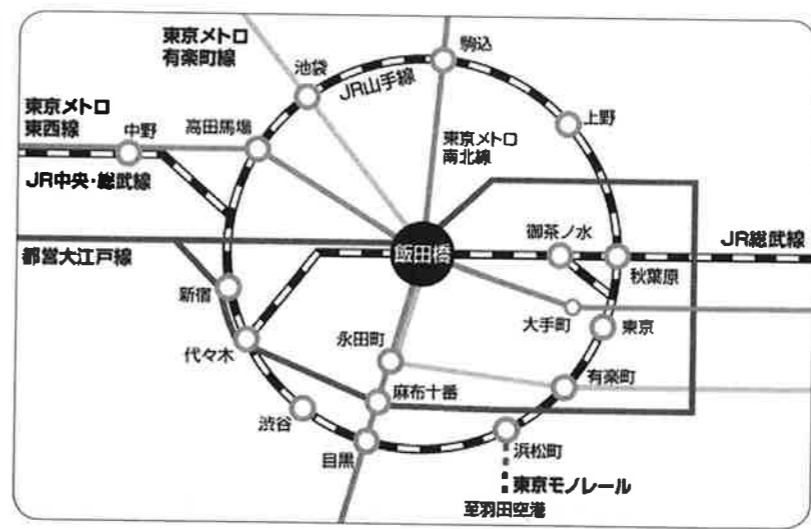 東京メトロ
有楽町線
池袋
JR山手線
駒込
上野
東京メトロ
東西線
中野
高田馬場
東京メトロ
南北線
JR中央・総武線
飯田橋
御茶ノ水
JR総武線
秋葉原
都営大江戸線
新宿
代々木
大手町
東京
永田町
有楽町
麻布十番
渋谷
目黒
浜松町
東京モノレール
至羽田空港